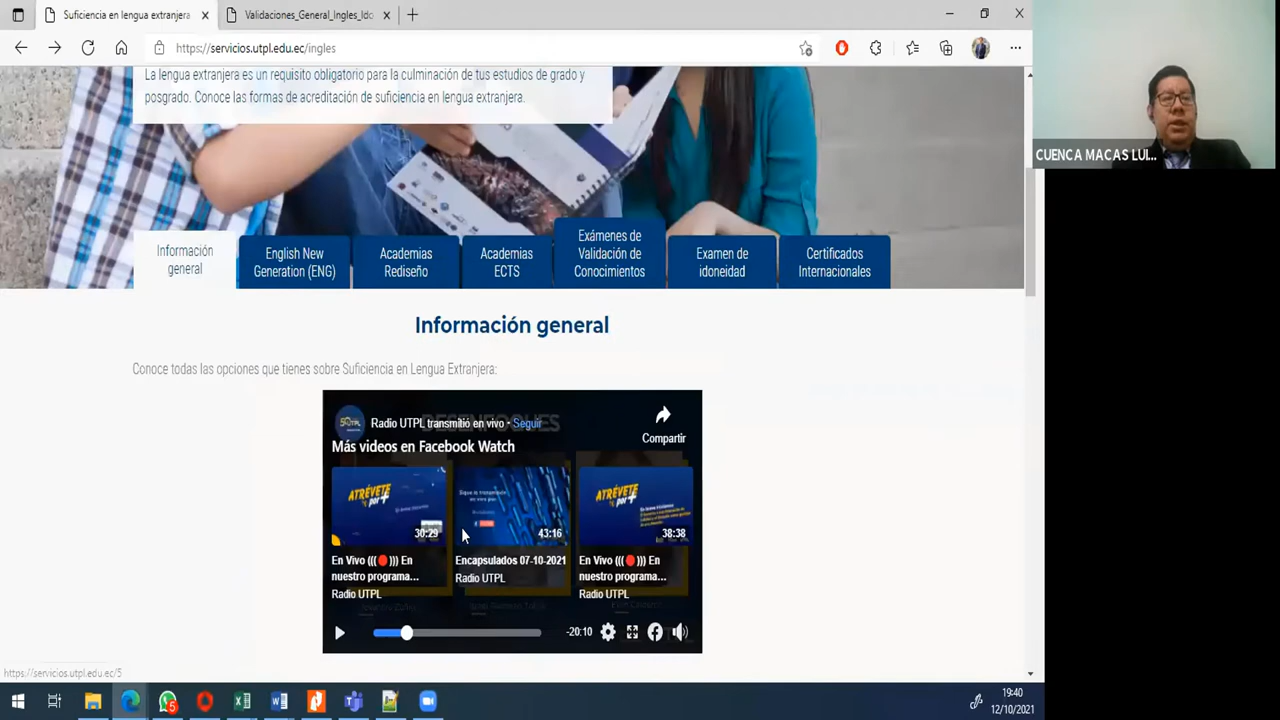 Suficiencia en lengua extranjera
Validaciones_General_Ingles_Ido
https://servicios.utpl.edu.ec/ingles
La lengua extranjera es un requisito obligatorio para la culminación de tus estudios de grado y
posgrado. Conoce las formas de acreditación de suficiencia en lengua extranjera.
CUENCA MACAS LUI...
Información
general
English New
Generation (ENG)
Academias
Rediseño
Academias
ECTS
Exámenes de
Validación de
Conocimientos
Examen de
idoneidad
Certificados
Internacionales
Información general
Conoce todas las opciones que tienes sobre Suficiencia en Lengua Extranjera:
DESENFOQUES
Radio UTPL transmitió en vivo · Seguir
Compartir
Más videos en Facebook Watch
ATRÉVETE
por +
30:29
43:16
ATRÉVETE
por +
38:38
En Vivo (((🔴))) En
nuestro programa...
Radio UTPL
Encapsulados 07-10-2021
Radio UTPL
En Vivo (((🔴))) En
nuestro programa...
Radio UTPL
-20:10
https://servicios.utpl.edu.ec/5
5
19:40
12/10/2021